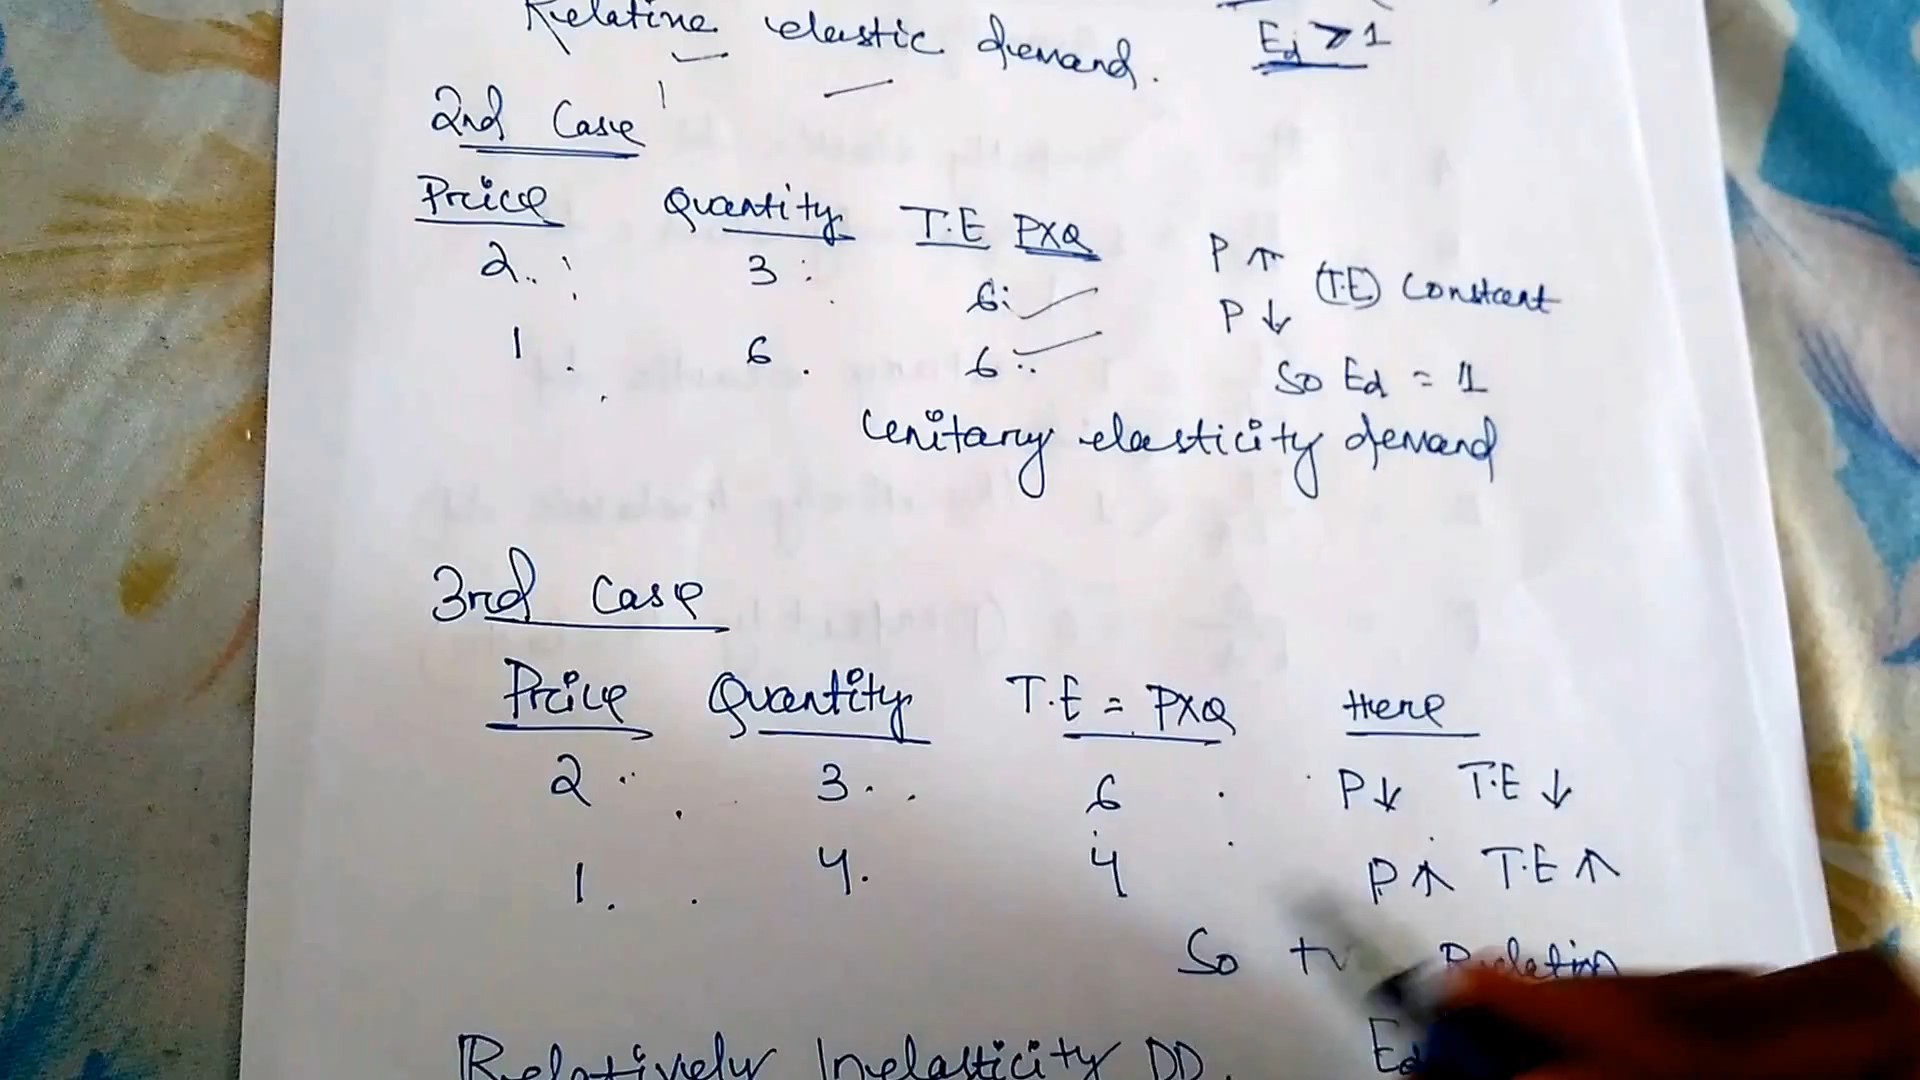 Relative elastic demand. Ed > 1
2nd Case
Price Quantity T.E PXQ
2 3 6 P↑ (T.E) Constant
P↓
1 6 6 So Ed = 1
Unitary elasticity demand
3rd Case
Price Quantity T.E = PXQ Here
2 3 6 P↓ T.E↓
1 4 4 P↑ T.E↑
So Relation
Relatively Inelasticity DD. Ed